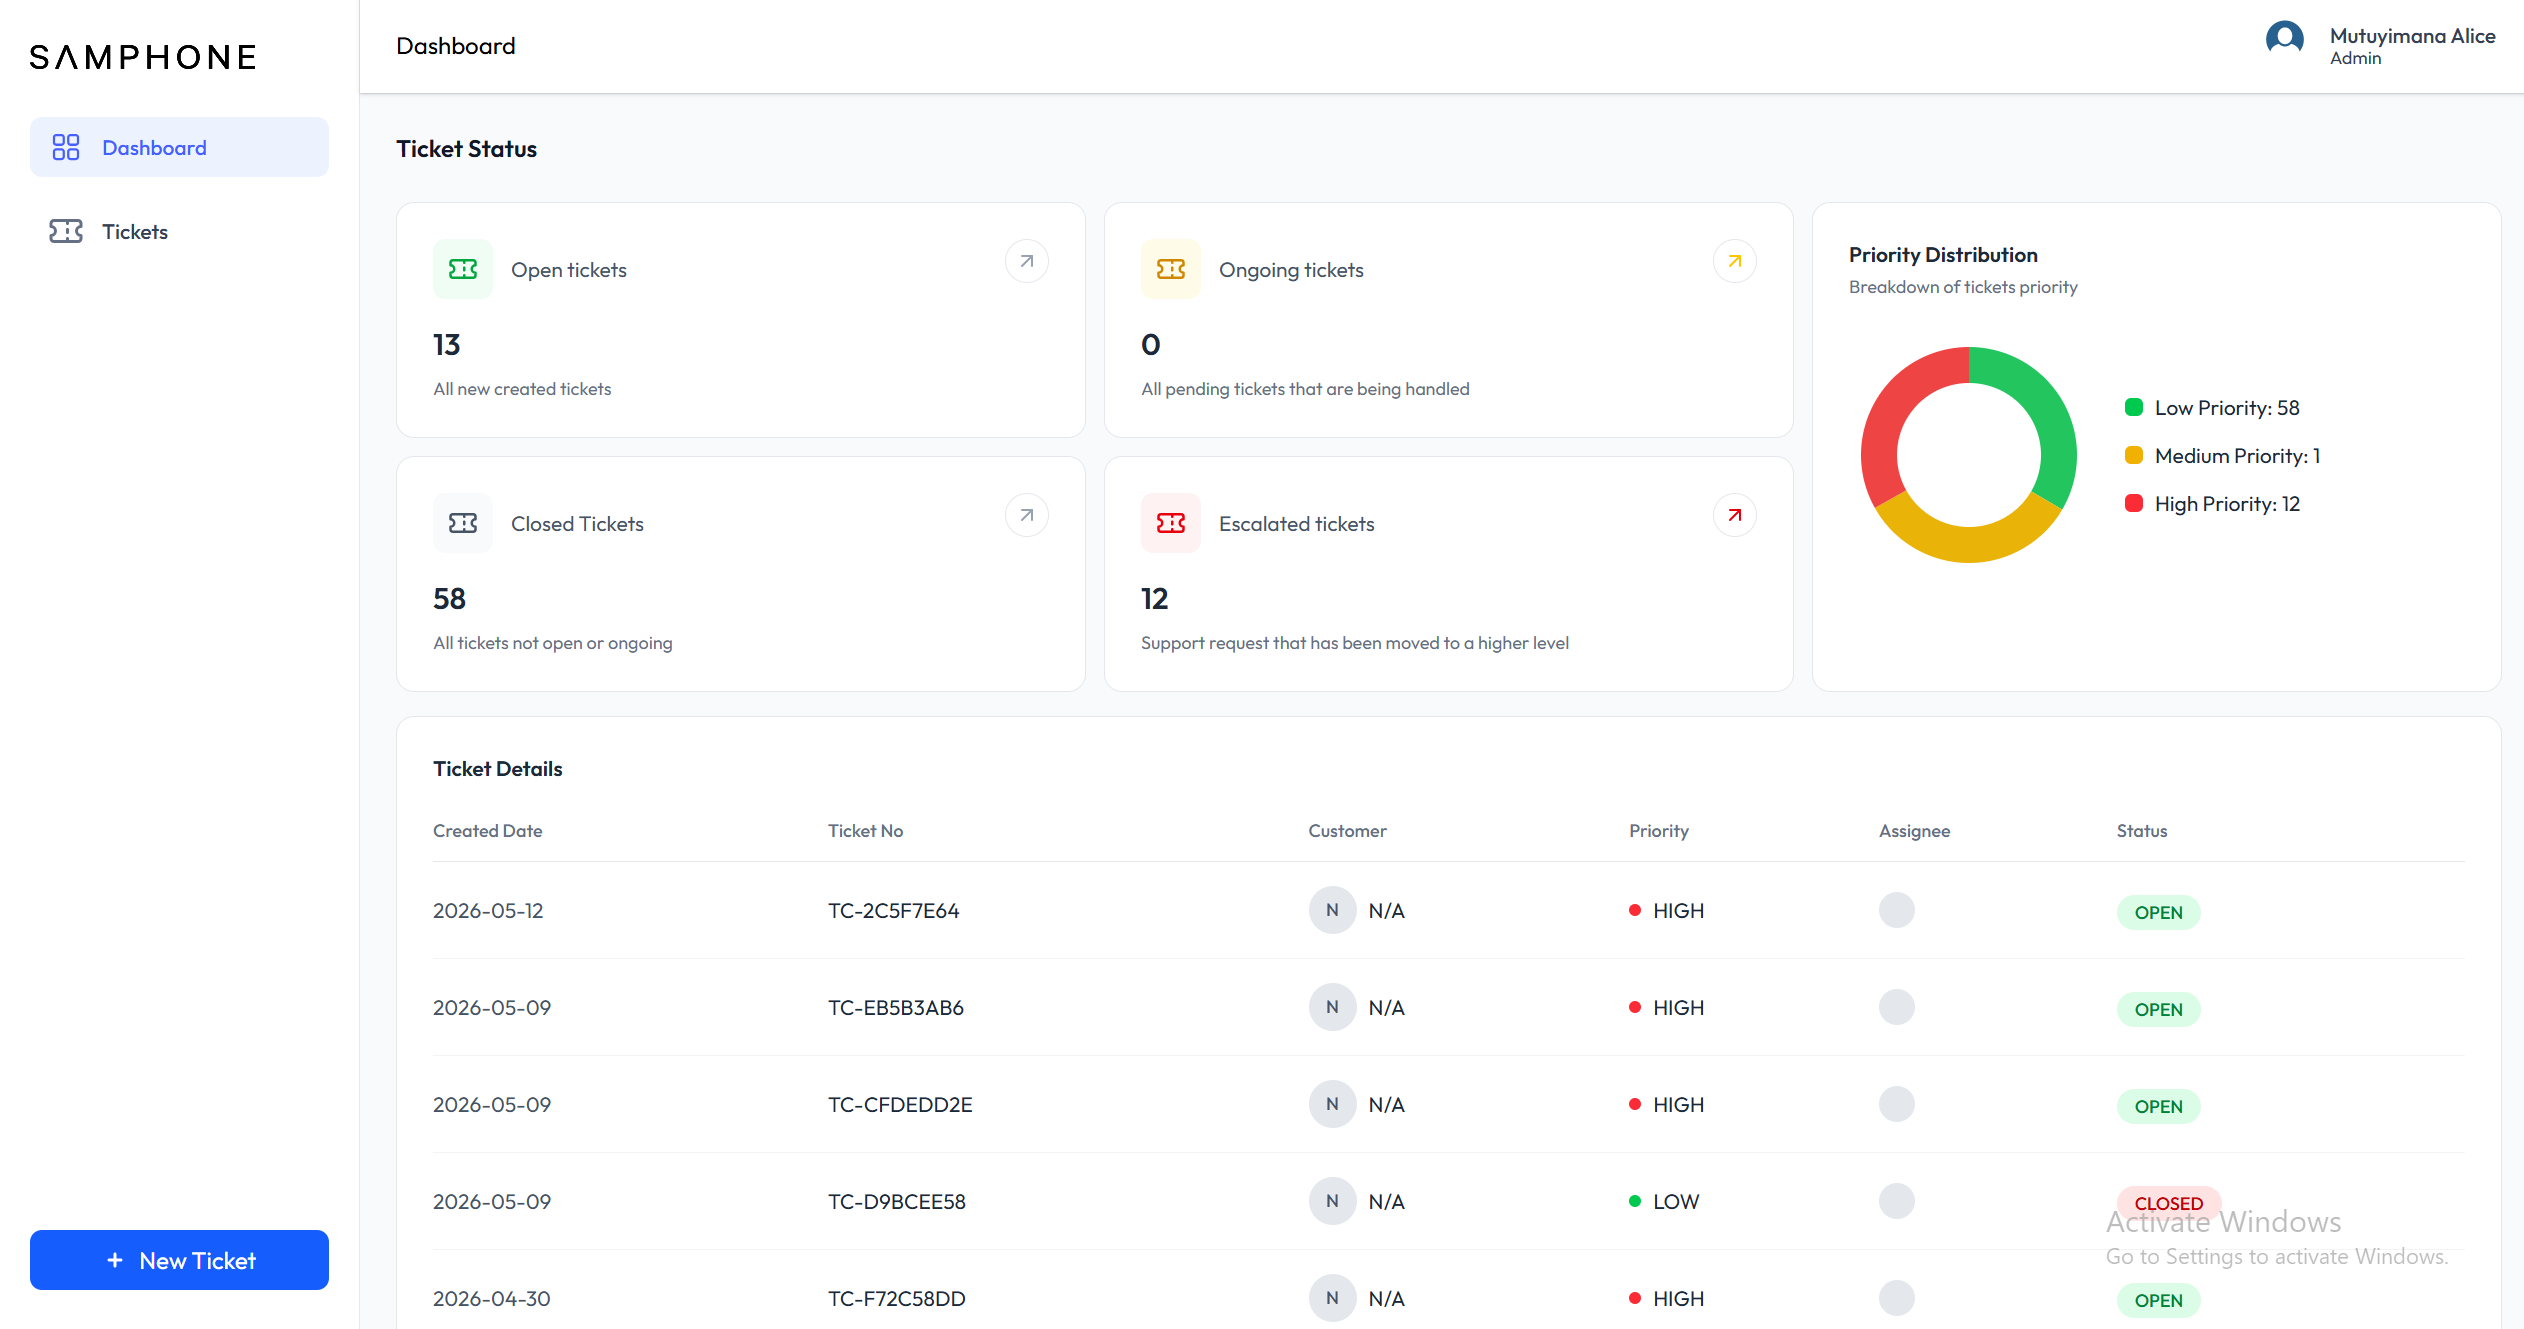 SAMPHONE
Dashboard
Tickets
+ New Ticket
Dashboard
Mutuyimana Alice
Admin
Ticket Status
Open tickets
13
All new created tickets
Ongoing tickets
0
All pending tickets that are being handled
Closed Tickets
58
All tickets not open or ongoing
Escalated tickets
12
Support request that has been moved to a higher level
Priority Distribution
Breakdown of tickets priority
Low Priority: 58
Medium Priority: 1
High Priority: 12
Ticket Details
Created Date Ticket No Customer Priority Assignee Status
2026-05-12 TC-2C5F7E64 N N/A HIGH OPEN
2026-05-09 TC-EB5B3AB6 N N/A HIGH OPEN
2026-05-09 TC-CFDEDD2E N N/A HIGH OPEN
2026-05-09 TC-D9BCEE58 N N/A LOW CLOSED
2026-04-30 TC-F72C58DD N N/A HIGH OPEN
Activate Windows
Go to Settings to activate Windows.